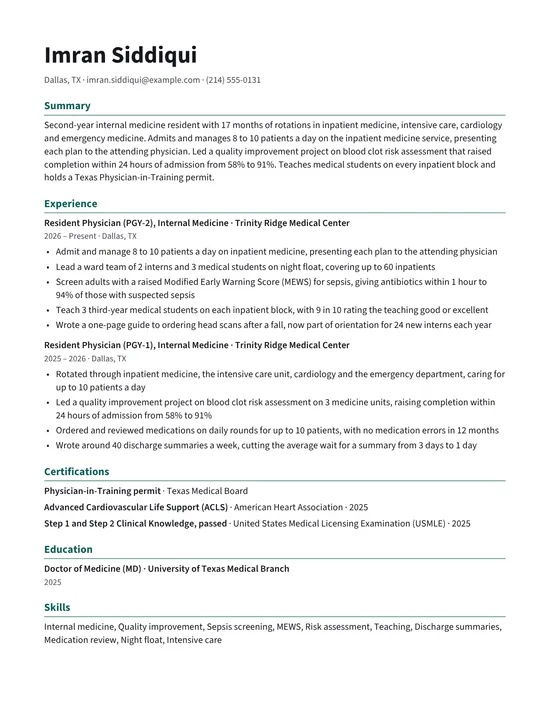 Imran Siddiqui
Dallas, TX · imran.siddiqui@example.com · (214) 555-0131
Summary
Second-year internal medicine resident with 17 months of rotations in inpatient medicine, intensive care, cardiology
and emergency medicine. Admits and manages 8 to 10 patients a day on the inpatient medicine service, presenting
each plan to the attending physician. Led a quality improvement project on blood clot risk assessment that raised
completion within 24 hours of admission from 58% to 91%. Teaches medical students on every inpatient block and
holds a Texas Physician-in-Training permit.
Experience
Resident Physician (PGY-2), Internal Medicine · Trinity Ridge Medical Center
2026 – Present · Dallas, TX
• Admit and manage 8 to 10 patients a day on inpatient medicine, presenting each plan to the attending physician
• Lead a ward team of 2 interns and 3 medical students on night float, covering up to 60 inpatients
• Screen adults with a raised Modified Early Warning Score (MEWS) for sepsis, giving antibiotics within 1 hour to
94% of those with suspected sepsis
• Teach 3 third-year medical students on each inpatient block, with 9 in 10 rating the teaching good or excellent
• Wrote a one-page guide to ordering head scans after a fall, now part of orientation for 24 new interns each year
Resident Physician (PGY-1), Internal Medicine · Trinity Ridge Medical Center
2025 – 2026 · Dallas, TX
• Rotated through inpatient medicine, the intensive care unit, cardiology and the emergency department, caring for
up to 10 patients a day
• Led a quality improvement project on blood clot risk assessment on 3 medicine units, raising completion within
24 hours of admission from 58% to 91%
• Ordered and reviewed medications on daily rounds for up to 10 patients, with no medication errors in 12 months
• Wrote around 40 discharge summaries a week, cutting the average wait for a summary from 3 days to 1 day
Certifications
Physician-in-Training permit · Texas Medical Board
Advanced Cardiovascular Life Support (ACLS) · American Heart Association · 2025
Step 1 and Step 2 Clinical Knowledge, passed · United States Medical Licensing Examination (USMLE) · 2025
Education
Doctor of Medicine (MD) · University of Texas Medical Branch
2025
Skills
Internal medicine, Quality improvement, Sepsis screening, MEWS, Risk assessment, Teaching, Discharge summaries,
Medication review, Night float, Intensive care